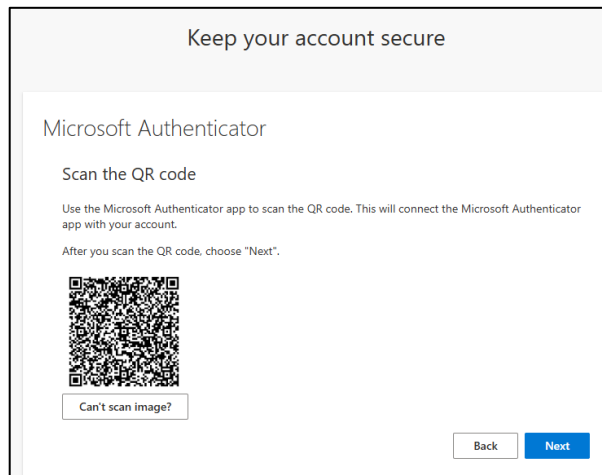 Keep your account secure
Microsoft Authenticator
Scan the QR code
Use the Microsoft Authenticator app to scan the QR code. This will connect the Microsoft Authenticator
app with your account.
After you scan the QR code, choose "Next".
Can't scan image?
Back
Next